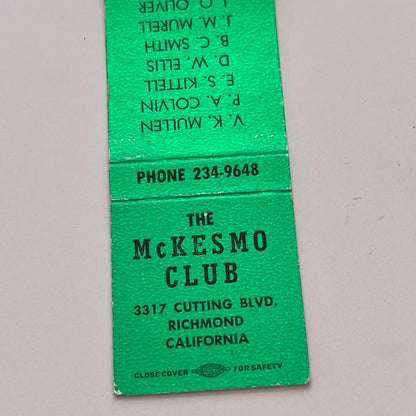 PHONE 234-9648
THE
McKESMO
CLUB
3317 CUTTING BLVD.
RICHMOND
CALIFORNIA
CLOSE COVER FOR SAFETY
V. K. MULLEN
P. A. COLVIN
E. S. KITTELL
D. W. ELLIS
B. C. SMITH
J. M. MURELL
O. OLIVER